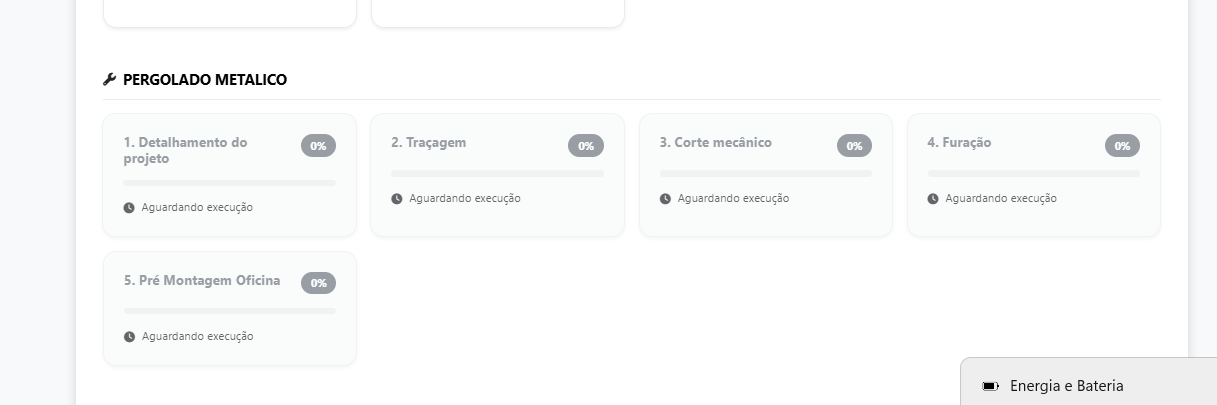 PERGOLADO METALICO
1. Detalhamento do
projeto
0%
Aguardando execução
2. Traçagem
0%
Aguardando execução
3. Corte mecânico
0%
Aguardando execução
4. Furação
0%
Aguardando execução
5. Pré Montagem Oficina
0%
Aguardando execução
Energia e Bateria